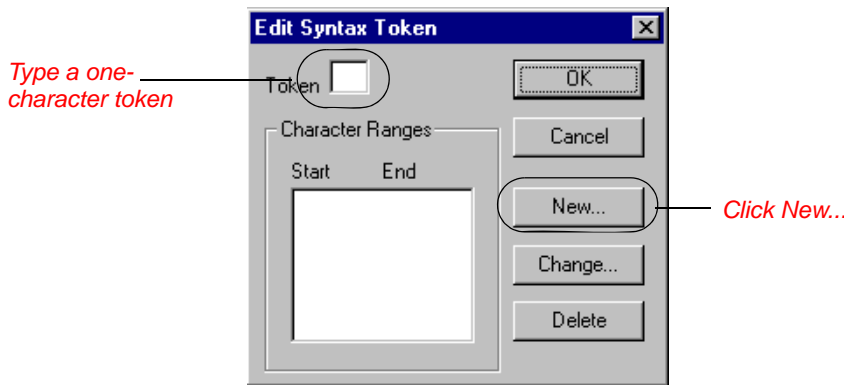 Edit Syntax Token
Type a one-
character token
Token
OK
Character Ranges
Cancel
Start End
New...
Click New...
Change...
Delete